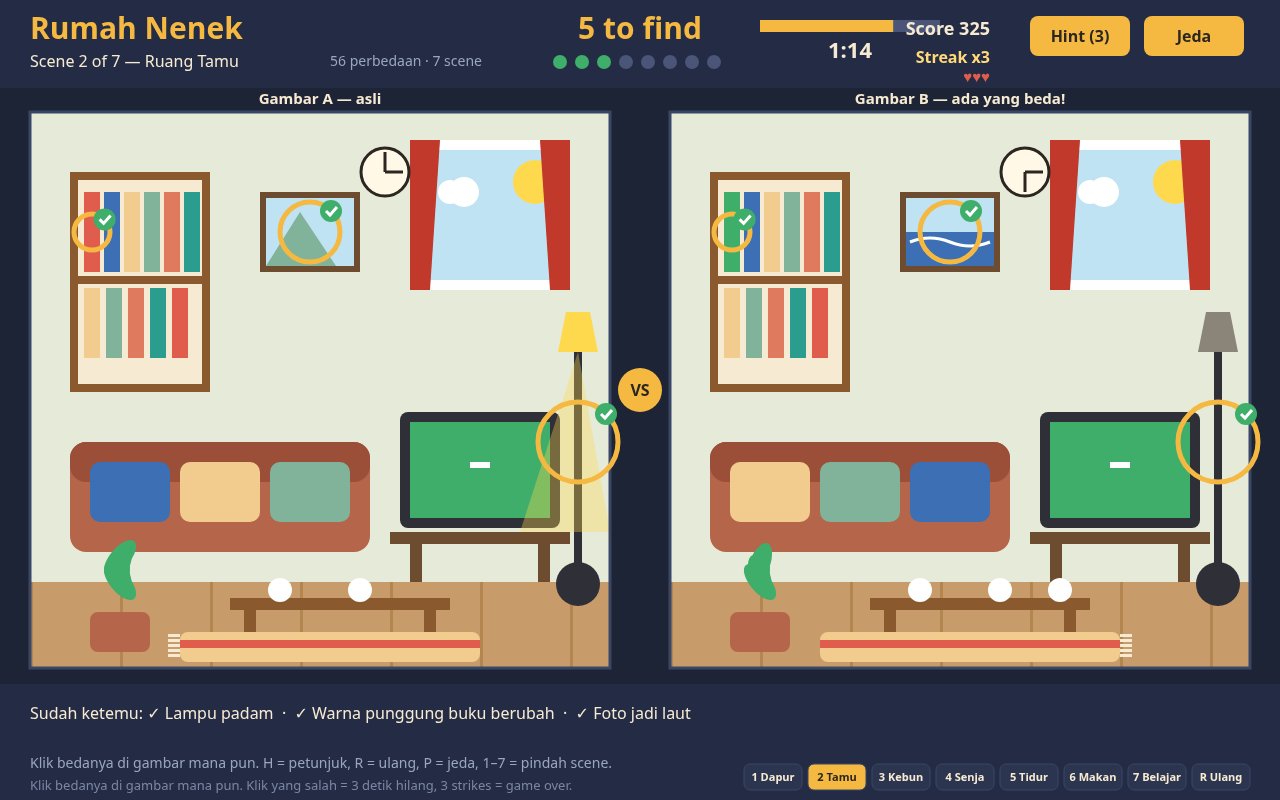 Rumah Nenek
Scene 2 of 7 — Ruang Tamu
56 perbedaan · 7 scene
5 to find
1:14
Score 325
Streak x3
♥♥♥
Hint (3)
Jeda
Gambar A — asli
Gambar B — ada yang beda!
VS
Sudah ketemu: ✓ Lampu padam · ✓ Warna punggung buku berubah · ✓ Foto jadi laut
Klik bedanya di gambar mana pun. H = petunjuk, R = ulang, P = jeda, 1–7 = pindah scene.
Klik bedanya di gambar mana pun. Klik yang salah = 3 detik hilang, 3 strikes = game over.
1 Dapur
2 Tamu
3 Kebun
4 Senja
5 Tidur
6 Makan
7 Belajar
R Ulang